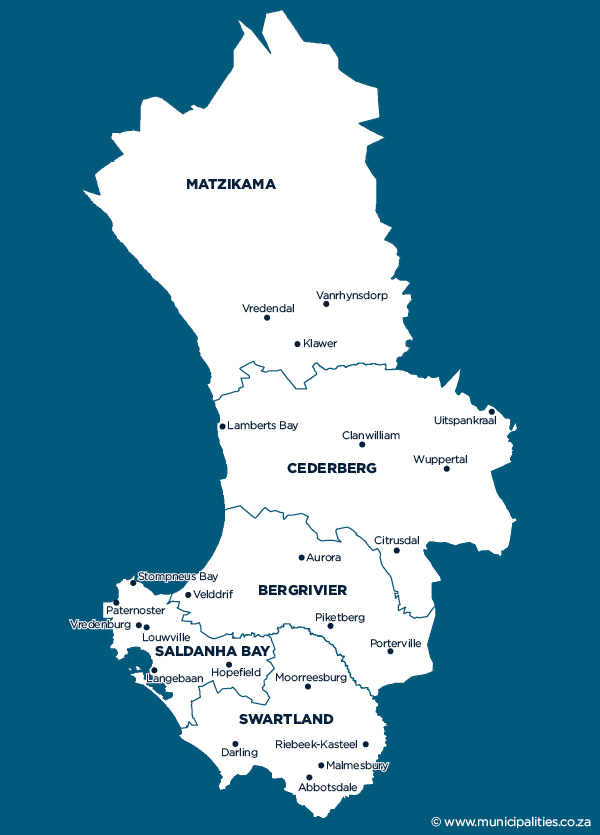 MATZIKAMA
Vanrhynsdorp
Vredendal
Klawer
Uitspankraal
Lamberts Bay
Clanwilliam
Wuppertal
CEDERBERG
Citrusdal
Aurora
Stompneus Bay
BERGRIVIER
Velddrif
Paternoster
Piketberg
Vredenburg
Louwville
Porterville
SALDANHA BAY
Hopefield
Langebaan
Moorreesburg
SWARTLAND
Riebeek-Kasteel
Darling
Malmesbury
Abbotsdale
© www.municipalities.co.za